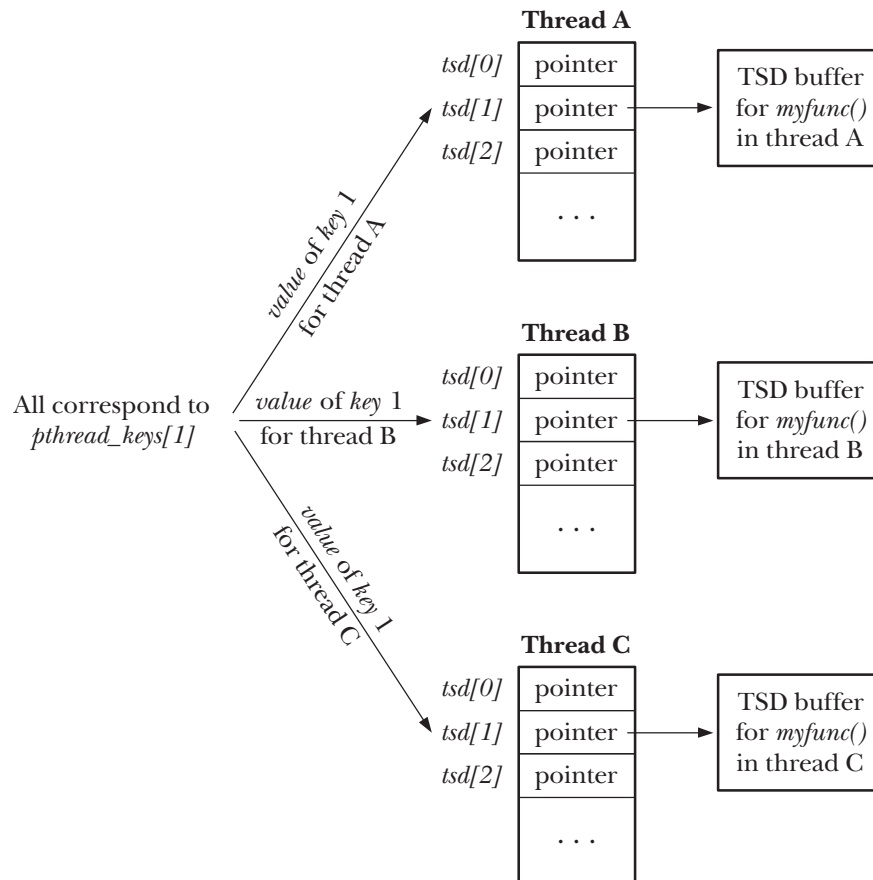 Thread A
tsd[0]
pointer
tsd[1]
pointer
tsd[2]
pointer
. . .
TSD buffer
for myfunc()
in thread A
value of key 1
for thread A
Thread B
tsd[0]
pointer
tsd[1]
pointer
tsd[2]
pointer
. . .
TSD buffer
for myfunc()
in thread B
All correspond to
pthread_keys[1]
value of key 1
for thread B
value of key 1
for thread C
Thread C
tsd[0]
pointer
tsd[1]
pointer
tsd[2]
pointer
. . .
TSD buffer
for myfunc()
in thread C